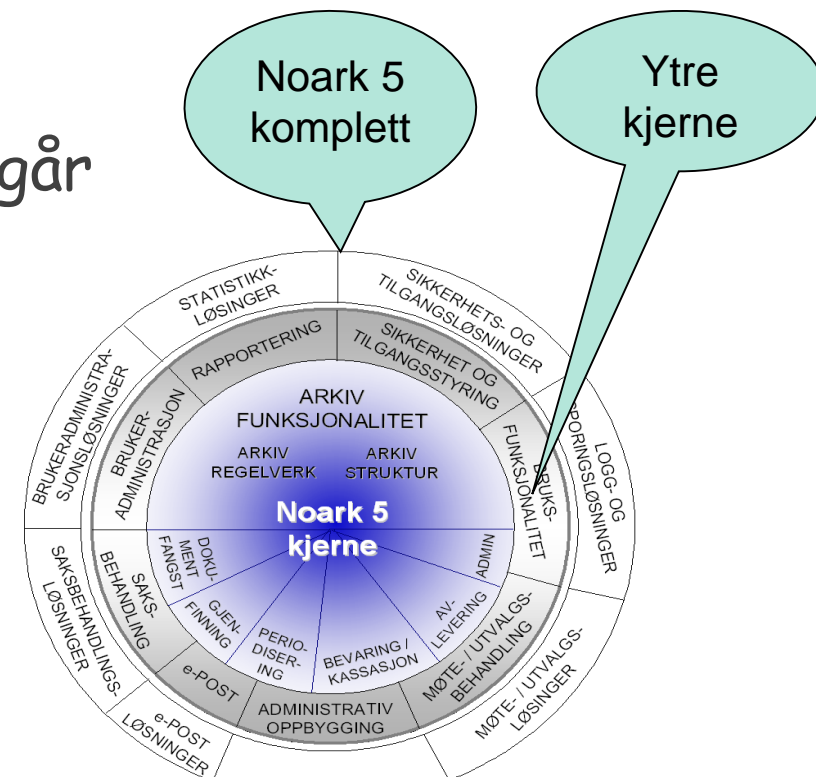 går
Noark 5
komplett
Ytre
kjerne
STATISTIKK-
LØSINGER
SIKKERHETS- OG
TILGANGSLØSNINGER
LOGG- OG
PORINGSLØSNINGER
MØTE- / UTVALGS-
LØSINGER
e-POST
LØSNINGER
SAKSBEHANDLINGS-
LØSNINGER
BRUKERADMINISTRA-
SJONSLØSNINGER
RAPPORTERING
SIKKERHET OG
TILGANGSSTYRING
BRUKS-
FUNKSJONALITET
MØTE- / UTVALGS-
BEHANDLING
ADMINISTRATIV
OPPBYGGING
e-POST
SAKS-
BEHANDLING
BRUKER-
ADMINISTRASJON
ARKIV
FUNKSJONALITET
ARKIV
REGELVERK
ARKIV
STRUKTUR
Noark 5
kjerne
DOKU-
MENT
FANGST
GJEN-
FINNING
PERIO-
DISER-
ING
BEVARING /
KASSASJON
AV-
LEVERING
ADMIN